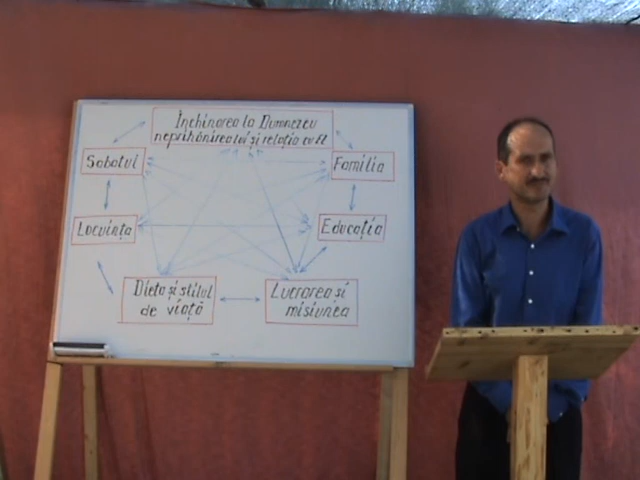 Închinarea la Dumnezeu
neprihănirea lui și relația cu El
Sabatul
Familia
Locuința
Educația
Dieta și stilul
de viață
Lucrarea și
misiunea